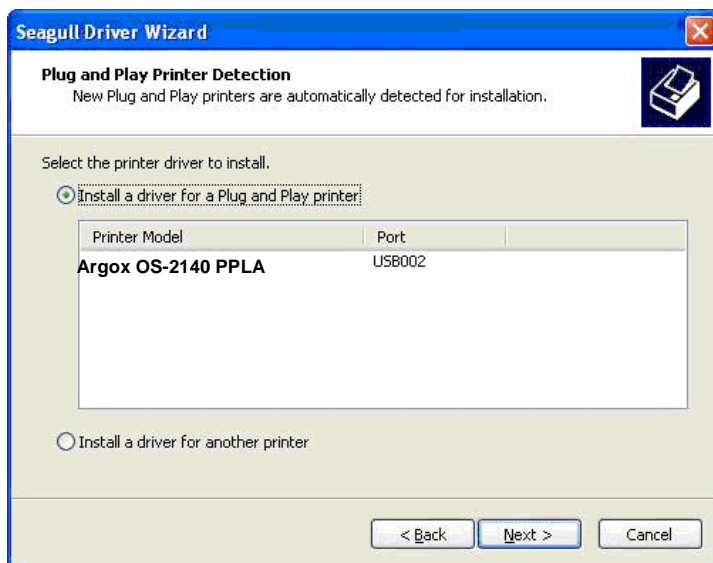 Seagull Driver Wizard
Plug and Play Printer Detection
New Plug and Play printers are automatically detected for installation.
Select the printer driver to install.
Install a driver for a Plug and Play printer
Printer Model Port
Argox OS-2140 PPLA USB002
Install a driver for another printer
< Back Next > Cancel